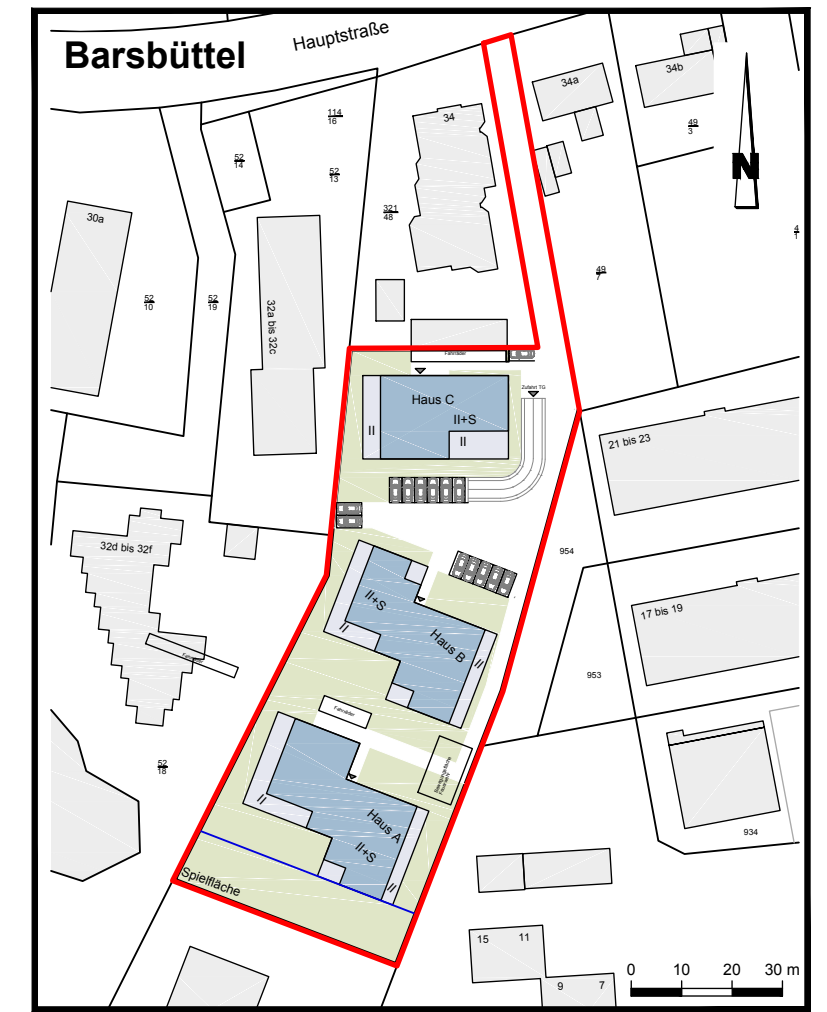 Barsbüttel
Hauptstraße
34a
34b
34
114
16
52
14
52
13
49
3
321
48
30a
4
1
49
7
52
10
52
19
32a bis 32c
Fahrräder
Zufahrt TG
Haus C
II+S
II
II
21 bis 23
32d bis 32f
954
II+S
II
Haus B
II
17 bis 19
953
Fahrräder
52
18
II
Haus A
II+S
II
934
Spielfläche
15
11
9
7
N
0 10 20 30 m